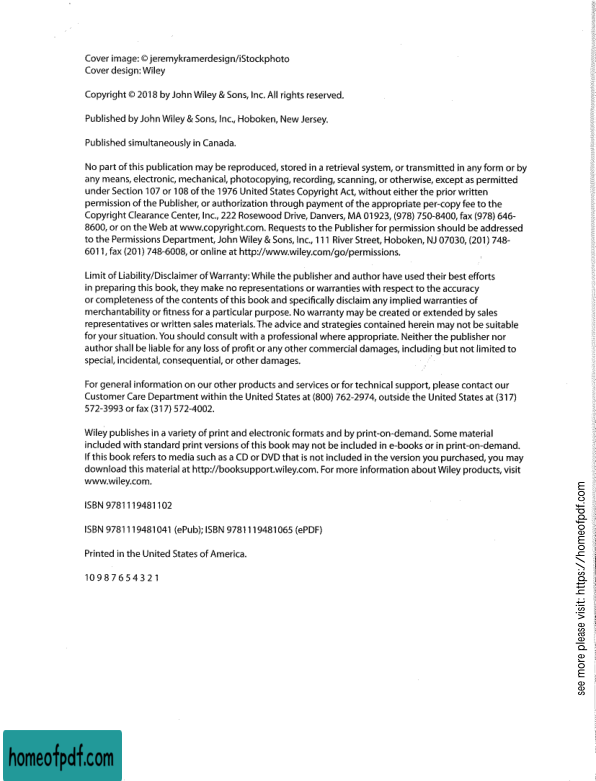 Cover image: © jeremykramerdesign/iStockphoto
Cover design: Wiley
Copyright © 2018 by John Wiley & Sons, Inc. All rights reserved.
Published by John Wiley & Sons, Inc., Hoboken, New Jersey.
Published simultaneously in Canada.
No part of this publication may be reproduced, stored in a retrieval system, or transmitted in any form or by
any means, electronic, mechanical, photocopying, recording, scanning, or otherwise, except as permitted
under Section 107 or 108 of the 1976 United States Copyright Act, without either the prior written
permission of the Publisher, or authorization through payment of the appropriate per-copy fee to the
Copyright Clearance Center, Inc., 222 Rosewood Drive, Danvers, MA 01923, (978) 750-8400, fax (978) 646-
8600, or on the Web at www.copyright.com. Requests to the Publisher for permission should be addressed
to the Permissions Department, John Wiley & Sons, Inc., 111 River Street, Hoboken, NJ 07030, (201) 748-
6011, fax (201) 748-6008, or online at http://www.wiley.com/go/permissions.
Limit of Liability/Disclaimer of Warranty: While the publisher and author have used their best efforts
in preparing this book, they make no representations or warranties with respect to the accuracy
or completeness of the contents of this book and specifically disclaim any implied warranties of
merchantability or fitness for a particular purpose. No warranty may be created or extended by sales
representatives or written sales materials. The advice and strategies contained herein may not be suitable
for your situation. You should consult with a professional where appropriate. Neither the publisher nor
author shall be liable for any loss of profit or any other commercial damages, including but not limited to
special, incidental, consequential, or other damages.
For general information on our other products and services or for technical support, please contact our
Customer Care Department within the United States at (800) 762-2974, outside the United States at (317)
572-3993 or fax (317) 572-4002.
Wiley publishes in a variety of print and electronic formats and by print-on-demand. Some material
included with standard print versions of this book may not be included in e-books or in print-on-demand.
If this book refers to media such as a CD or DVD that is not included in the version you purchased, you may
download this material at http://booksupport.wiley.com. For more information about Wiley products, visit
www.wiley.com.
ISBN 9781119481102
ISBN 9781119481041 (ePub); ISBN 9781119481065 (ePDF)
Printed in the United States of America.
10 9 8 7 6 5 4 3 2 1
see more please visit: https://homeofpdf.com
homeofpdf.com